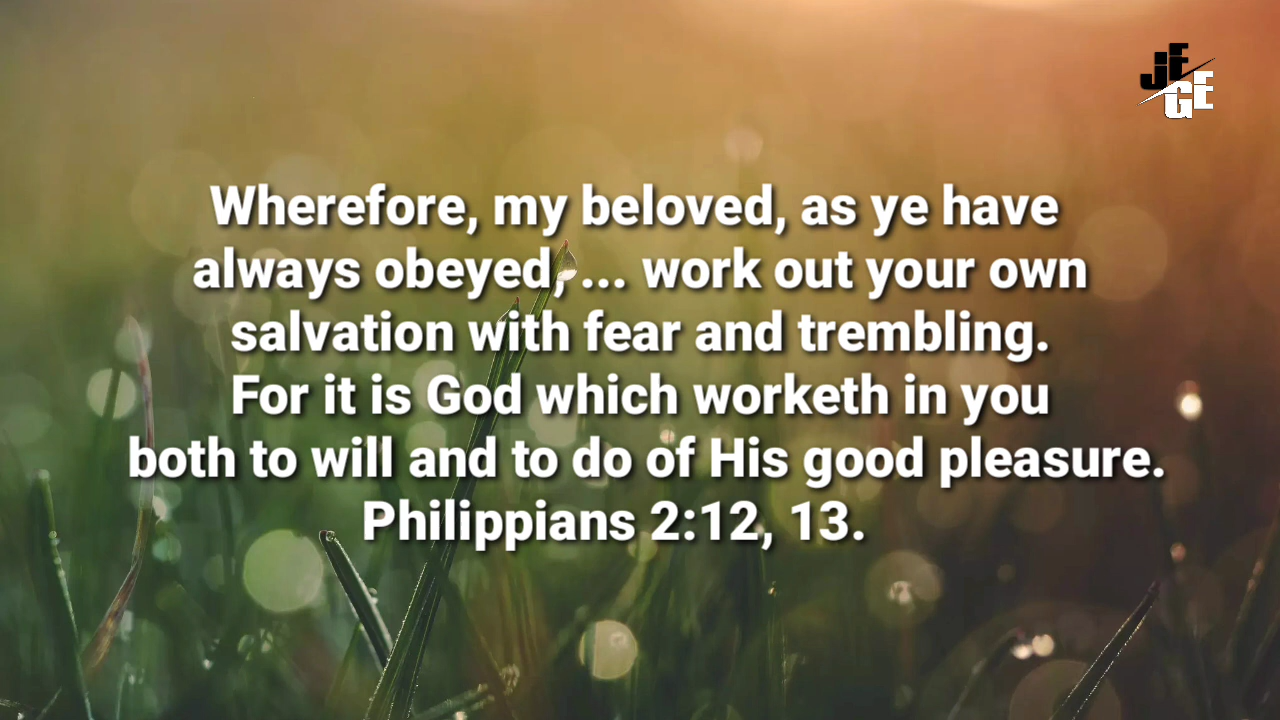 JFF
GE
Wherefore, my beloved, as ye have
always obeyed, ... work out your own
salvation with fear and trembling.
For it is God which worketh in you
both to will and to do of His good pleasure.
Philippians 2:12, 13.